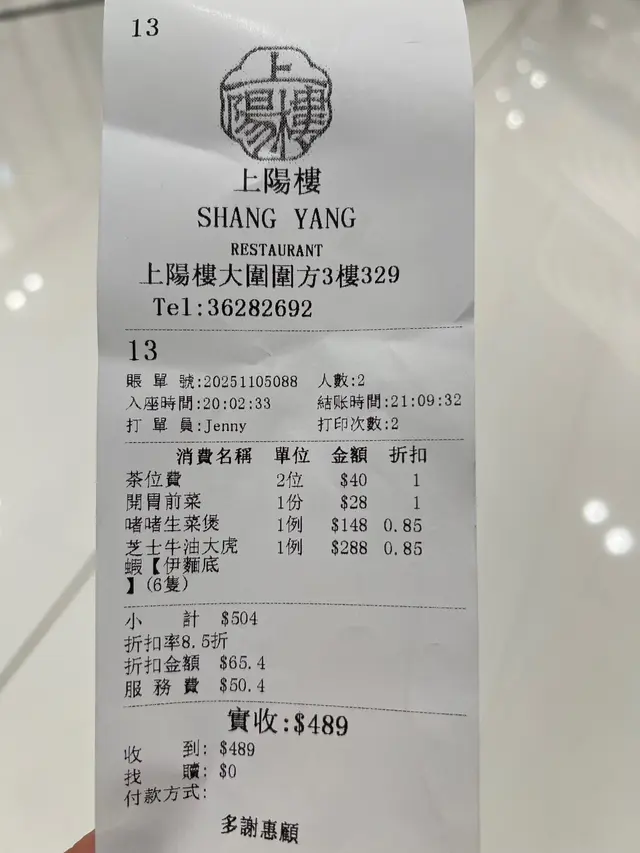 13
上陽樓
上陽樓
SHANG YANG
RESTAURANT
上陽樓大圍圍方3樓329
Tel:36282692
13
賬單號:20251105088 人數:2
入座時間:20:02:33 結账時間:21:09:32
打單員:Jenny 打印次數:2
消費名稱 單位 金額 折扣
茶位費 2位 $40 1
開胃前菜 1份 $28 1
啫啫生菜煲 1例 $148 0.85
芝士牛油大虎 1例 $288 0.85
蝦【伊麵底
】(6隻)
小計 $504
折扣率8.5折
折扣金額 $65.4
服務費 $50.4
實收:$489
收到: $489
找贖: $0
付款方式:
多謝惠顧